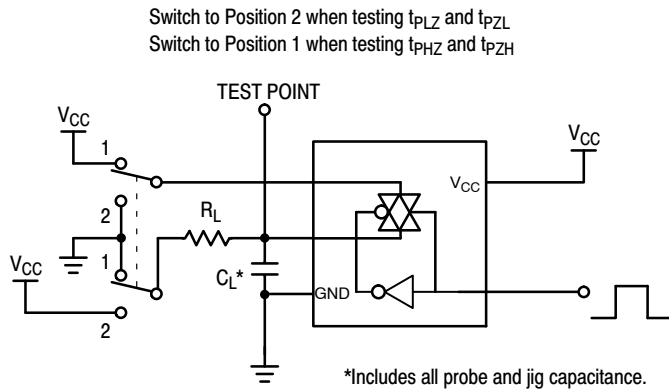 Switch to Position 2 when testing tPLZ and tPZL
Switch to Position 1 when testing tPHZ and tPZH
TEST POINT
VCC
VCC
1
VCC
2
RL
1
VCC
CL*
GND
2
*Includes all probe and jig capacitance.